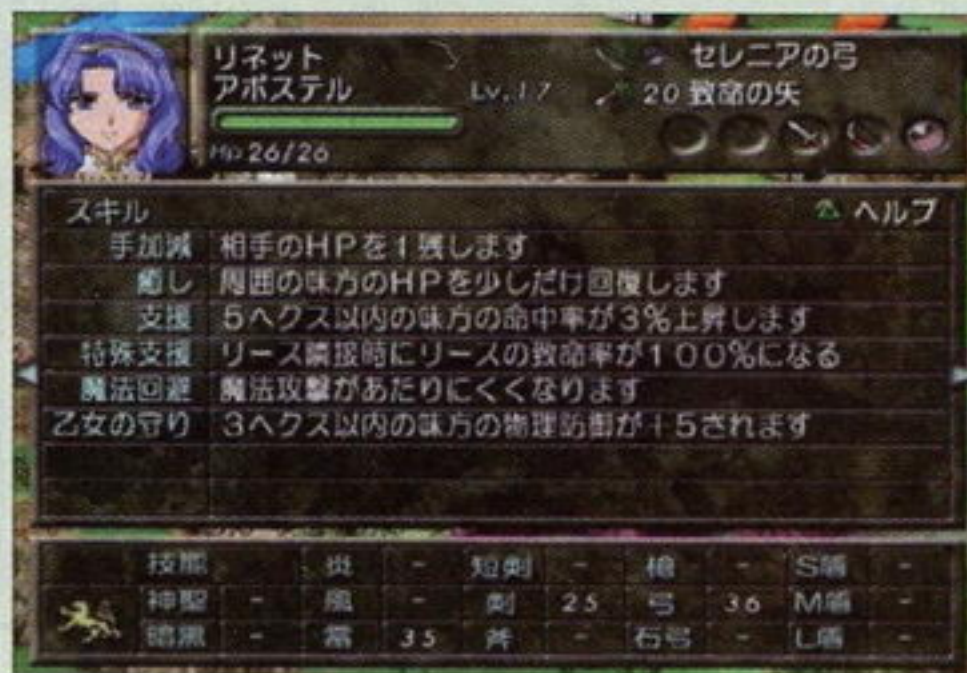 リネット
アポステル Lv.17
HP 26/26
セレニアの弓
20 致命の矢
スキル ヘルプ
手加減 相手のHPを1残します
癒し 周囲の味方のHPを少しだけ回復します
支援 5ヘクス以内の味方の命中率が3%上昇します
特殊支援 リース隣接時にリースの致命率が100%になる
魔法回避 魔法攻撃があたりにくくなります
乙女の守り 3ヘクス以内の味方の物理防御が+5されます
技能 炎 - 短剣 - 槍 - S盾 -
神聖 - 風 - 剣 25 弓 36 M盾 -
暗黒 - 雷 35 斧 - 石弓 - L盾 -